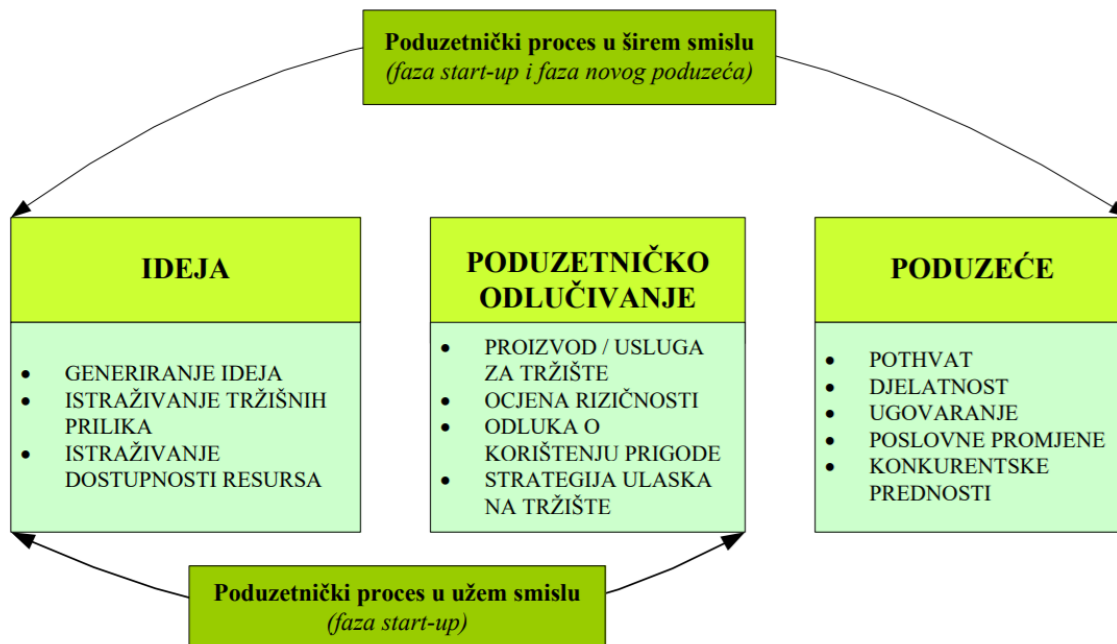 Poduzetnički proces u širem smislu
(faza start-up i faza novog poduzeća)
IDEJA
• GENERIRANJE IDEJA
• ISTRAŽIVANJE TRŽIŠNIH
PRILIKA
• ISTRAŽIVANJE
DOSTUPNOSTI RESURSA
PODUZETNIČKO
ODLUČIVANJE
• PROIZVOD / USLUGA
ZA TRŽIŠTE
• OCJENA RIZIČNOSTI
• ODLUKA O
KORIŠTENJU PRIGODE
• STRATEGIJA ULASKA
NA TRŽIŠTE
PODUZEĆE
• POTHVAT
• DJELATNOST
• UGOVARANJE
• POSLOVNE PROMJENE
• KONKURENTSKE
PREDNOSTI
Poduzetnički proces u užem smislu
(faza start-up)